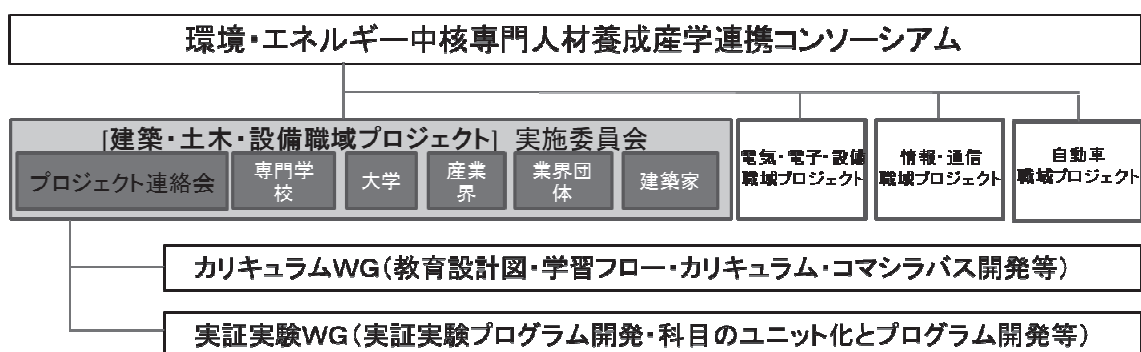 環境・エネルギー中核専門人材養成産学連携コンソーシアム
[建築・土木・設備職域プロジェクト] 実施委員会
プロジェクト連絡会
専門学
校
大学
産業
界
業界団
体
建築家
電気・電子・設備
職域プロジェクト
情報・通信
職域プロジェクト
自動車
職域プロジェクト
カリキュラムWG(教育設計図・学習フロー・カリキュラム・コマシラバス開発等)
実証実験WG(実証実験プログラム開発・科目のユニット化とプログラム開発等)